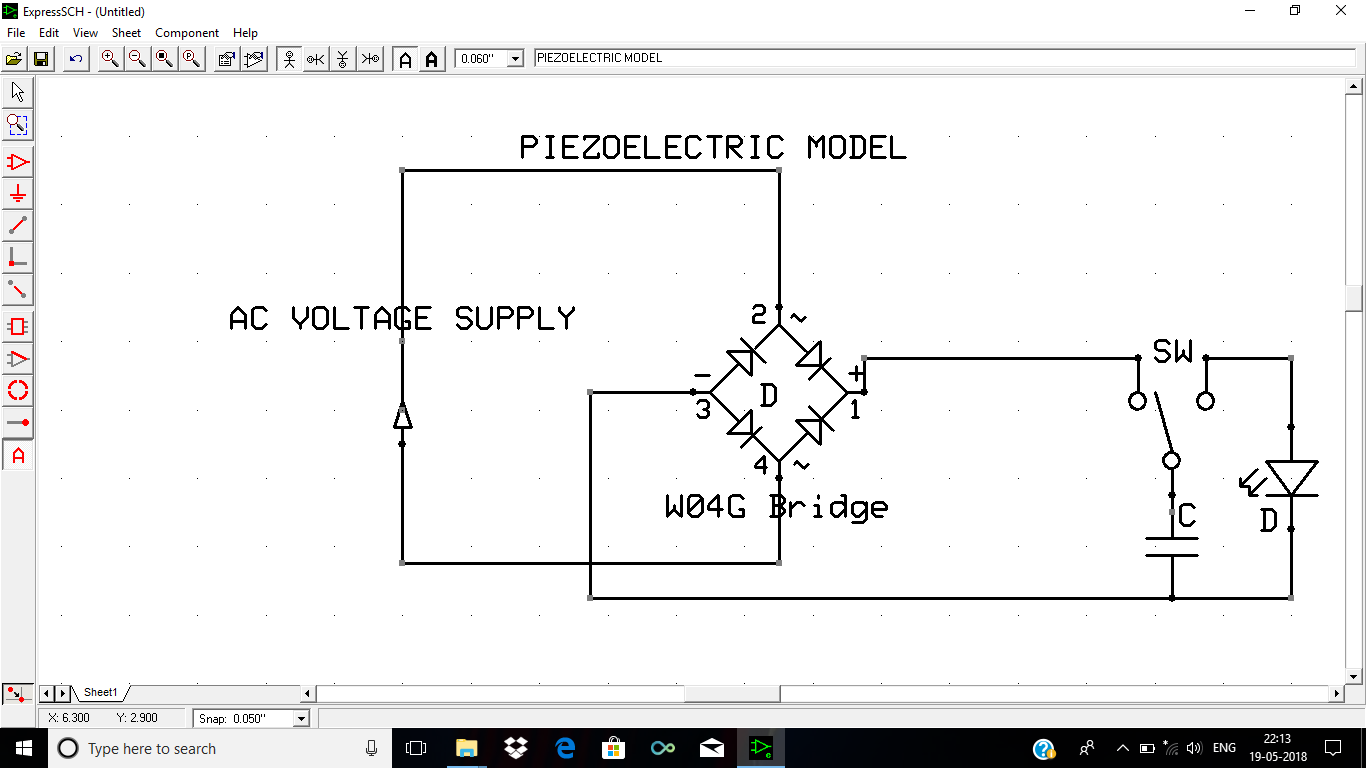 ExpressSCH - (Untitled)
File Edit View Sheet Component Help
0.060" PIEZOELECTRIC MODEL
PIEZOELECTRIC MODEL
AC VOLTAGE SUPPLY
2 ~
SW
- +
D
3 1
4 ~
W04G Bridge
C
D
Sheet1
X: 6.300 Y: 2.900 Snap: 0.050"
Type here to search
ENG
22:13
19-05-2018